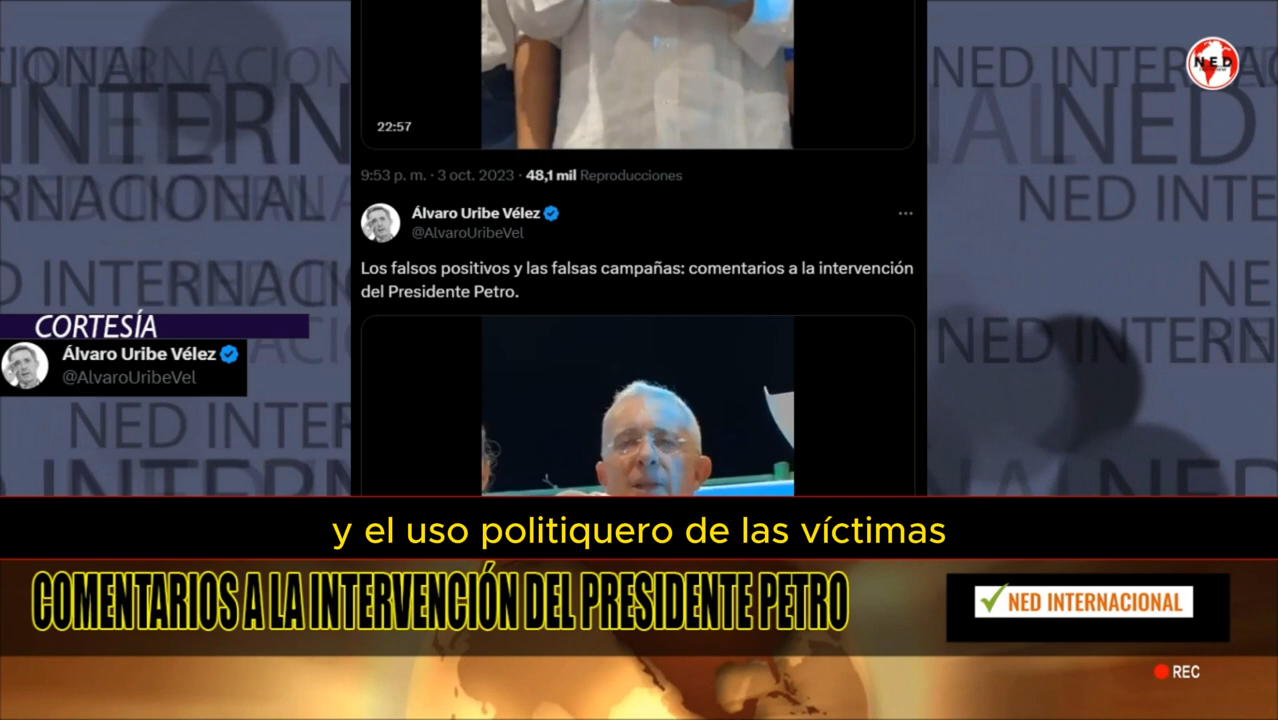 NED
22:57
9:53 p. m. · 3 oct. 2023 · 48,1 mil Reproducciones
Álvaro Uribe Vélez
@AlvaroUribeVel
Los falsos positivos y las falsas campañas: comentarios a la intervención
del Presidente Petro.
CORTESÍA
Álvaro Uribe Vélez
@AlvaroUribeVel
NED INTERNACIONAL
y el uso politiquero de las víctimas
COMENTARIOS A LA INTERVENCIÓN DEL PRESIDENTE PETRO
NED INTERNACIONAL
REC